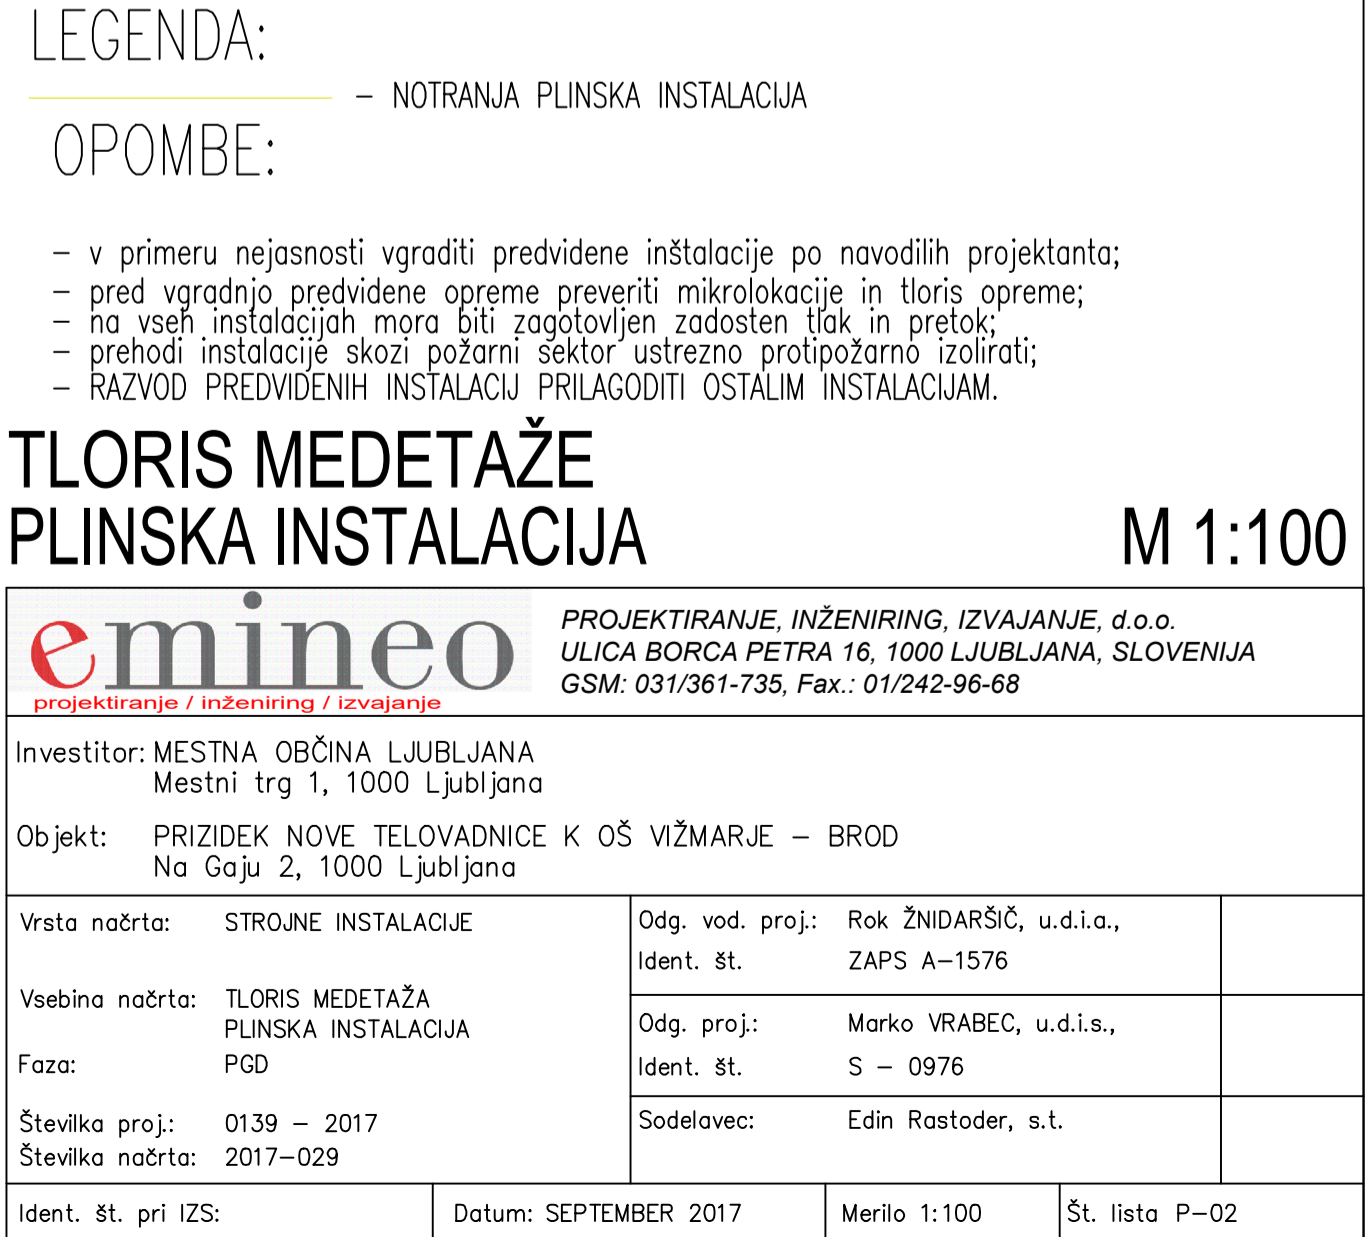 LEGENDA:
– NOTRANJA PLINSKA INSTALACIJA
OPOMBE:
– v primeru nejasnosti vgraditi predvidene inštalacije po navodilih projektanta;
– pred vgradnjo predvidene opreme preveriti mikrolokacije in tloris opreme;
– na vseh instalacijah mora biti zagotovljen zadosten tlak in pretok;
– prehodi instalacije skozi požarni sektor ustrezno protipožarno izolirati;
– RAZVOD PREDVIDENIH INSTALACIJ PRILAGODITI OSTALIM INSTALACIJAM.
TLORIS MEDETAŽE
PLINSKA INSTALACIJA M 1:100
emineo
projektiranje / inženiring / izvajanje
PROJEKTIRANJE, INŽENIRING, IZVAJANJE, d.o.o.
ULICA BORCA PETRA 16, 1000 LJUBLJANA, SLOVENIJA
GSM: 031/361-735, Fax.: 01/242-96-68
Investitor: MESTNA OBČINA LJUBLJANA
Mestni trg 1, 1000 Ljubljana
Objekt: PRIZIDEK NOVE TELOVADNICE K OŠ VIŽMARJE – BROD
Na Gaju 2, 1000 Ljubljana
Vrsta načrta: STROJNE INSTALACIJE
Vsebina načrta: TLORIS MEDETAŽA
PLINSKA INSTALACIJA
Faza: PGD
Številka proj.: 0139 – 2017
Številka načrta: 2017–029
Odg. vod. proj.: Rok ŽNIDARŠIČ, u.d.i.a.,
Ident. št. ZAPS A–1576
Odg. proj.: Marko VRABEC, u.d.i.s.,
Ident. št. S – 0976
Sodelavec: Edin Rastoder, s.t.
Ident. št. pri IZS: Datum: SEPTEMBER 2017 Merilo 1:100 Št. lista P–02